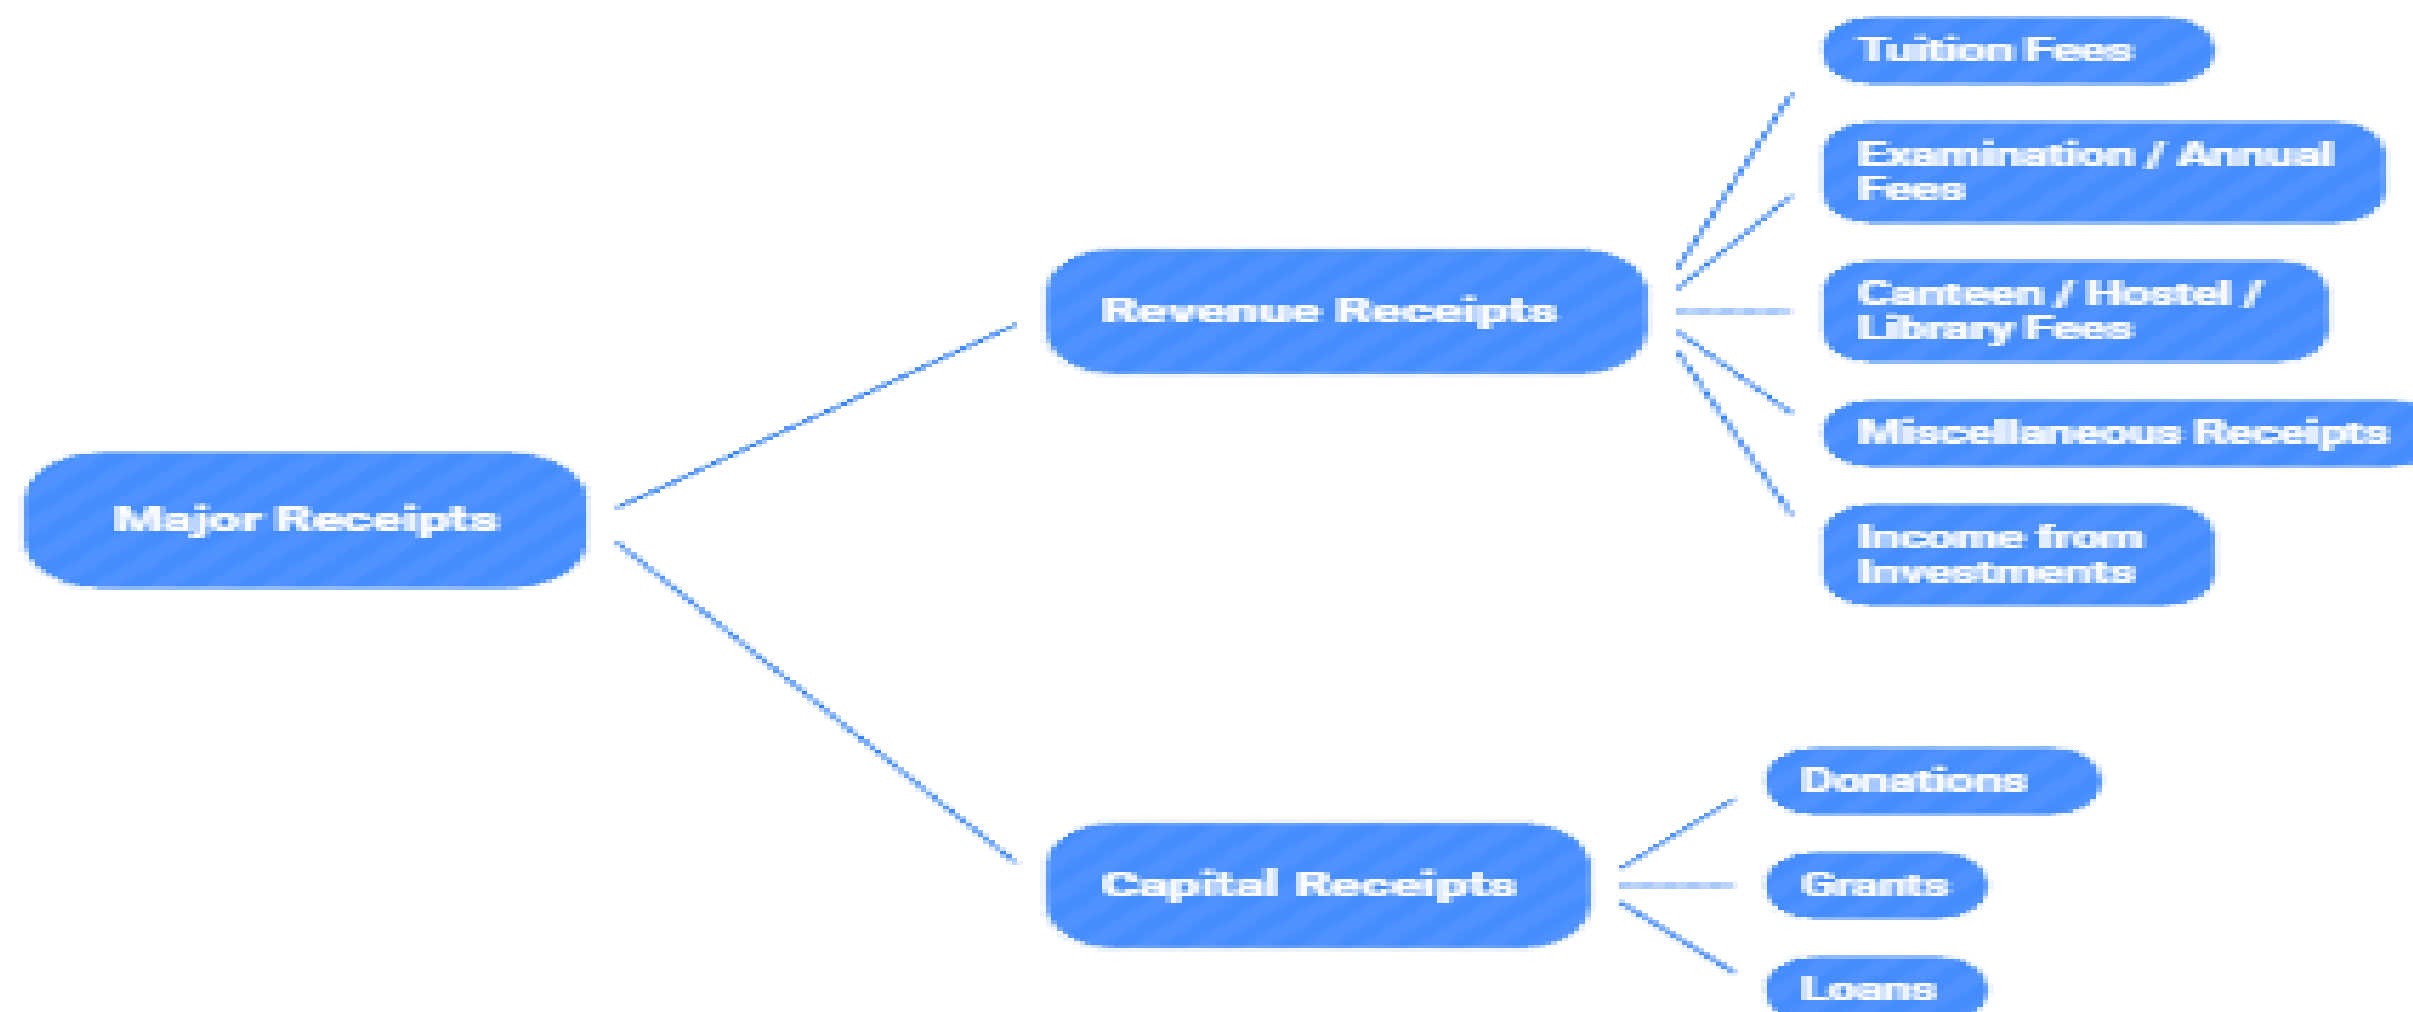 Tuition Fees
Examination / Annual
Fees
Canteen / Hostel /
Library Fees
Miscellaneous Receipts
Income from
Investments
Revenue Receipts
Major Receipts
Capital Receipts
Donations
Grants
Loans